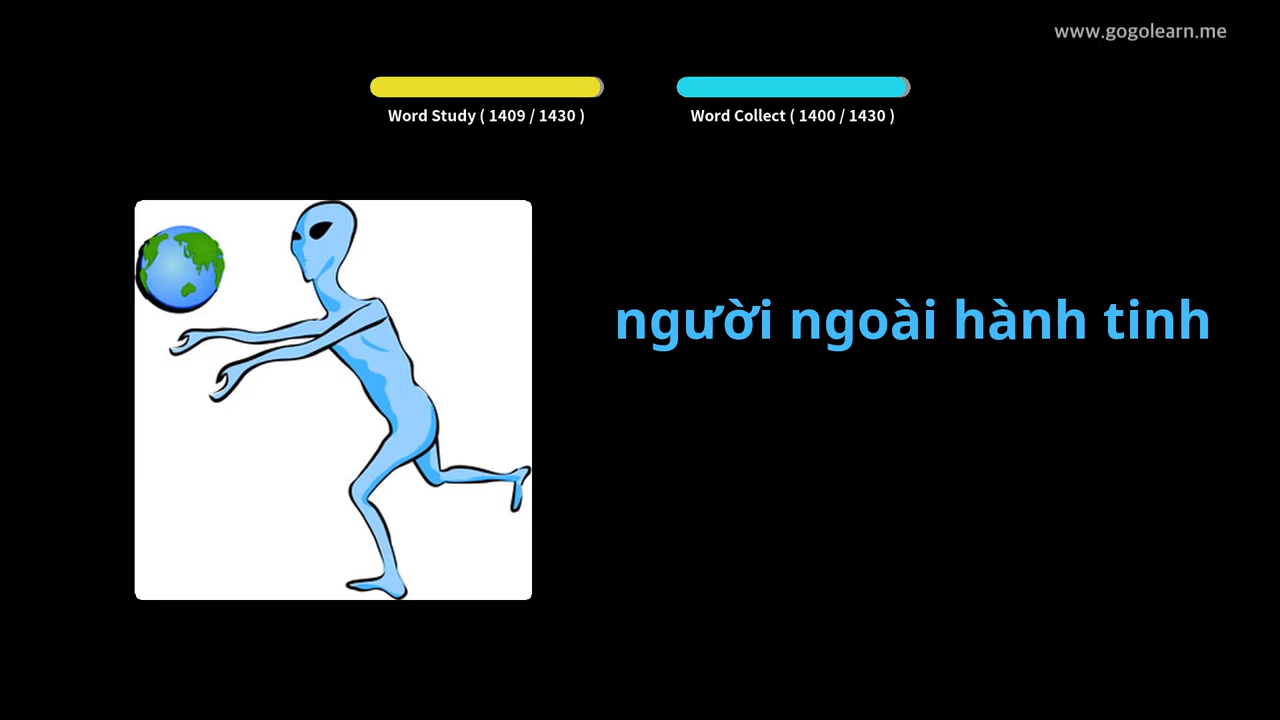 www.gogolearn.me
Word Study ( 1409 / 1430 )
Word Collect ( 1400 / 1430 )
người ngoài hành tinh